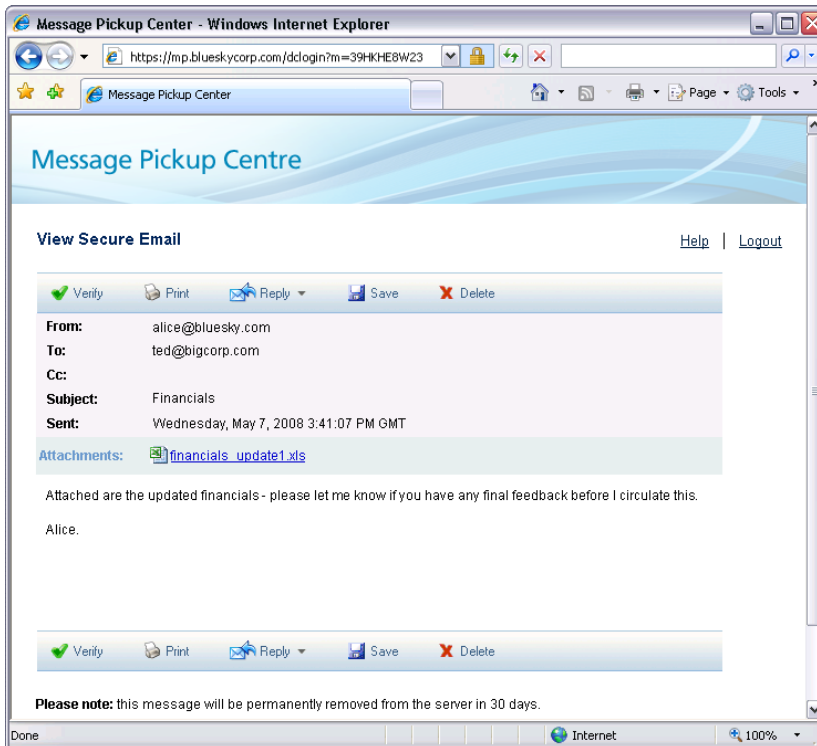 Message Pickup Center - Windows Internet Explorer
https://mp.blueskycorp.com/dclogin?m=39HKHE8W23
Message Pickup Center Page Tools
Message Pickup Centre
View Secure Email Help | Logout
Verify Print Reply Save Delete
From: alice@bluesky.com
To: ted@bigcorp.com
Cc:
Subject: Financials
Sent: Wednesday, May 7, 2008 3:41:07 PM GMT
Attachments: financials_update1.xls
Attached are the updated financials - please let me know if you have any final feedback before I circulate this.
Alice.
Verify Print Reply Save Delete
Please note: this message will be permanently removed from the server in 30 days.
Done Internet 100%